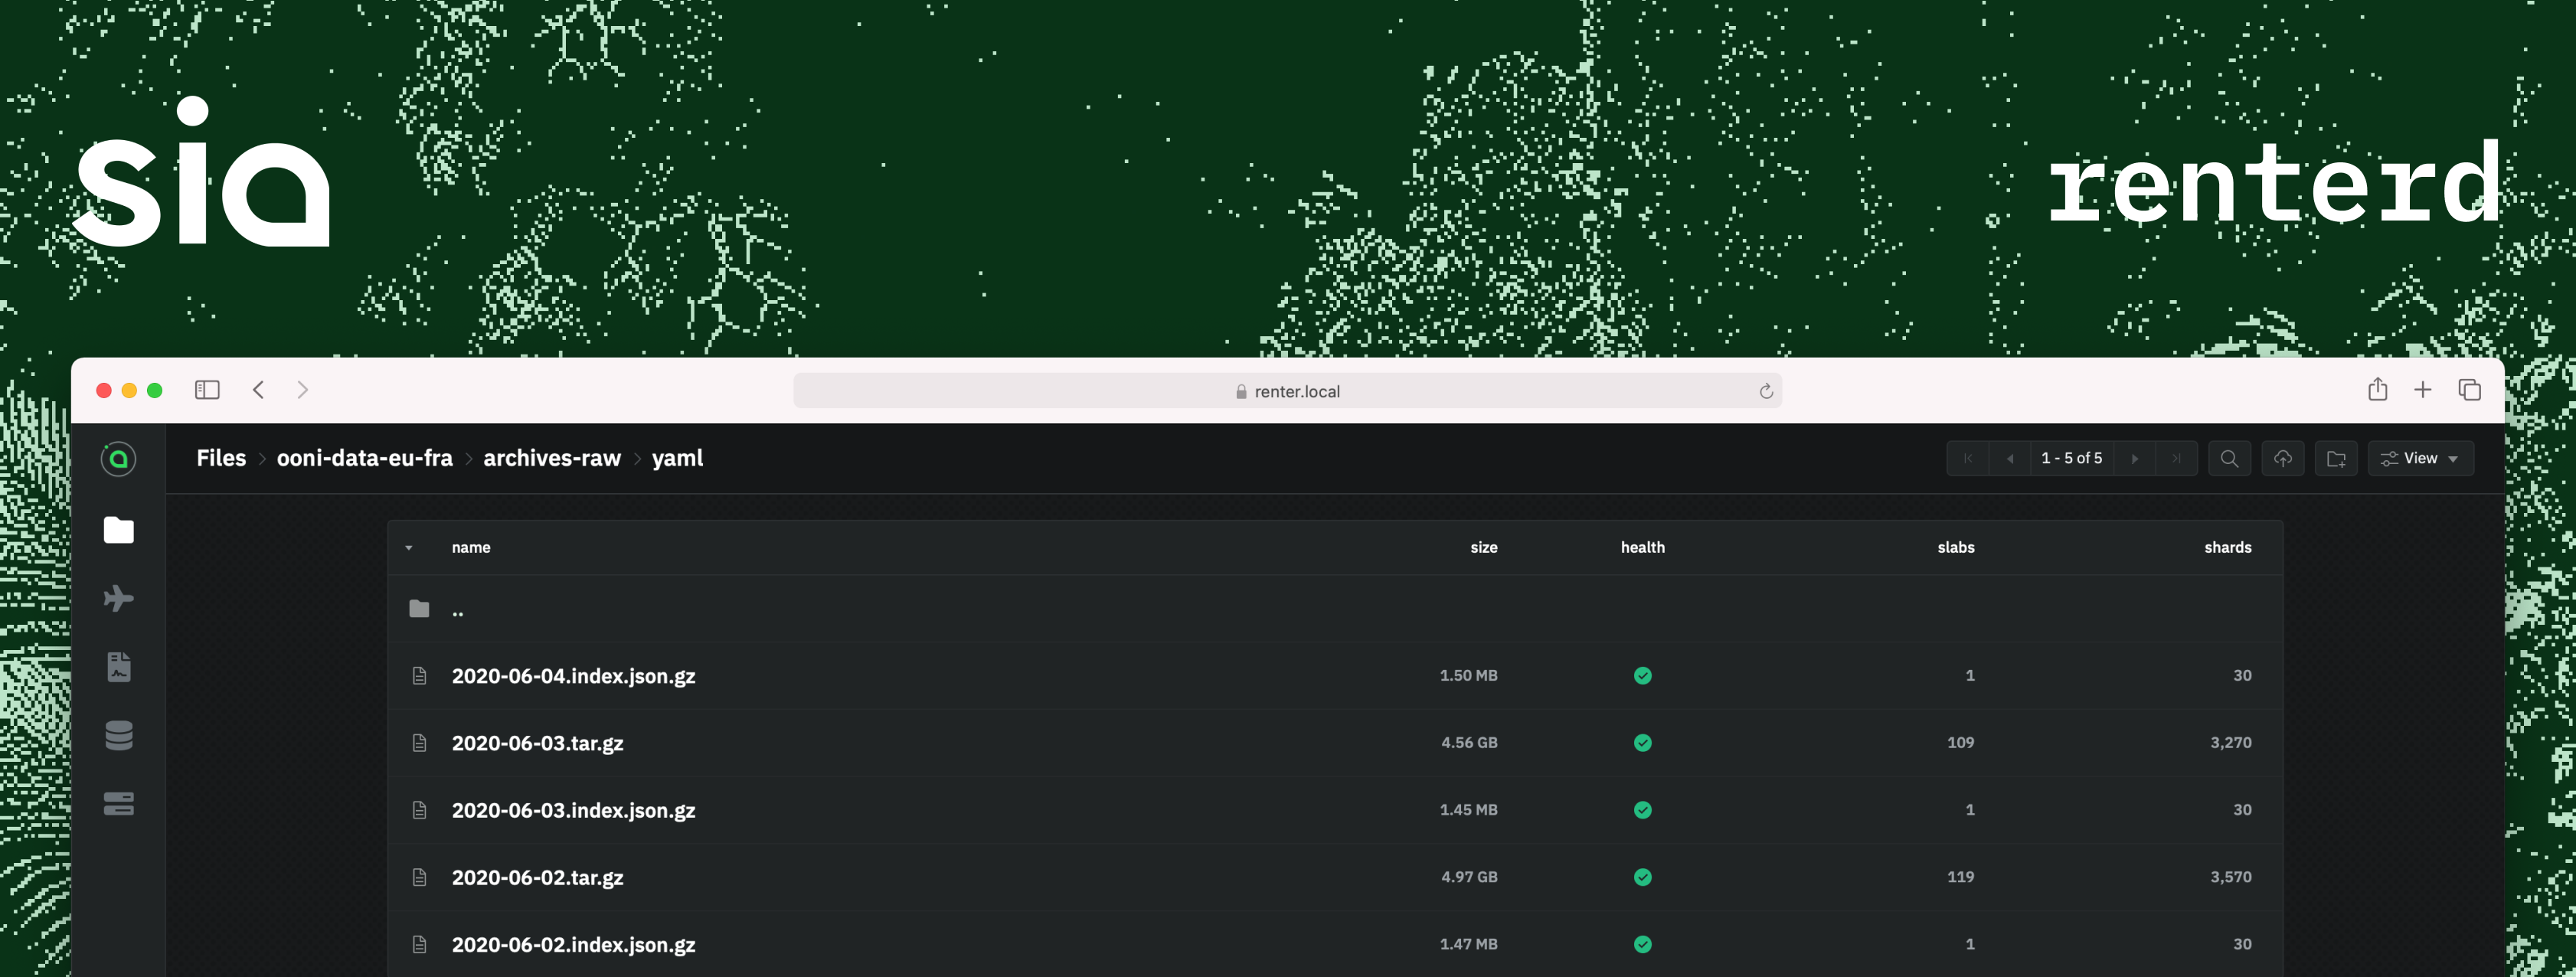 sia
renterd
renter.local
Files > ooni-data-eu-fra > archives-raw > yaml
1 - 5 of 5
View
name size health slabs shards
..
2020-06-04.index.json.gz 1.50 MB 1 30
2020-06-03.tar.gz 4.56 GB 109 3,270
2020-06-03.index.json.gz 1.45 MB 1 30
2020-06-02.tar.gz 4.97 GB 119 3,570
2020-06-02.index.json.gz 1.47 MB 1 30